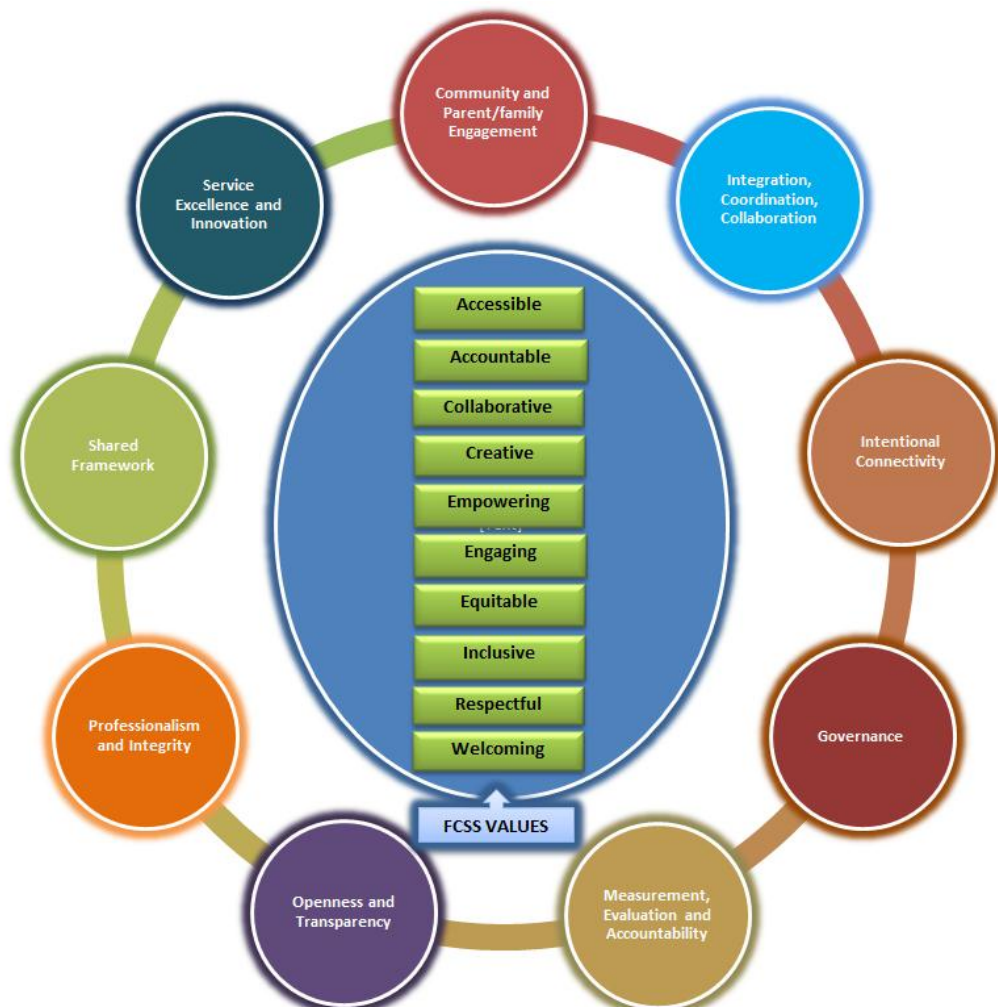 Community and
Parent/family
Engagement
Integration,
Coordination,
Collaboration
Intentional
Connectivity
Governance
Measurement,
Evaluation and
Accountability
Openness and
Transparency
Professionalism
and Integrity
Shared
Framework
Service
Excellence and
Innovation
Accessible
Accountable
Collaborative
Creative
Empowering
Engaging
Equitable
Inclusive
Respectful
Welcoming
FCSS VALUES